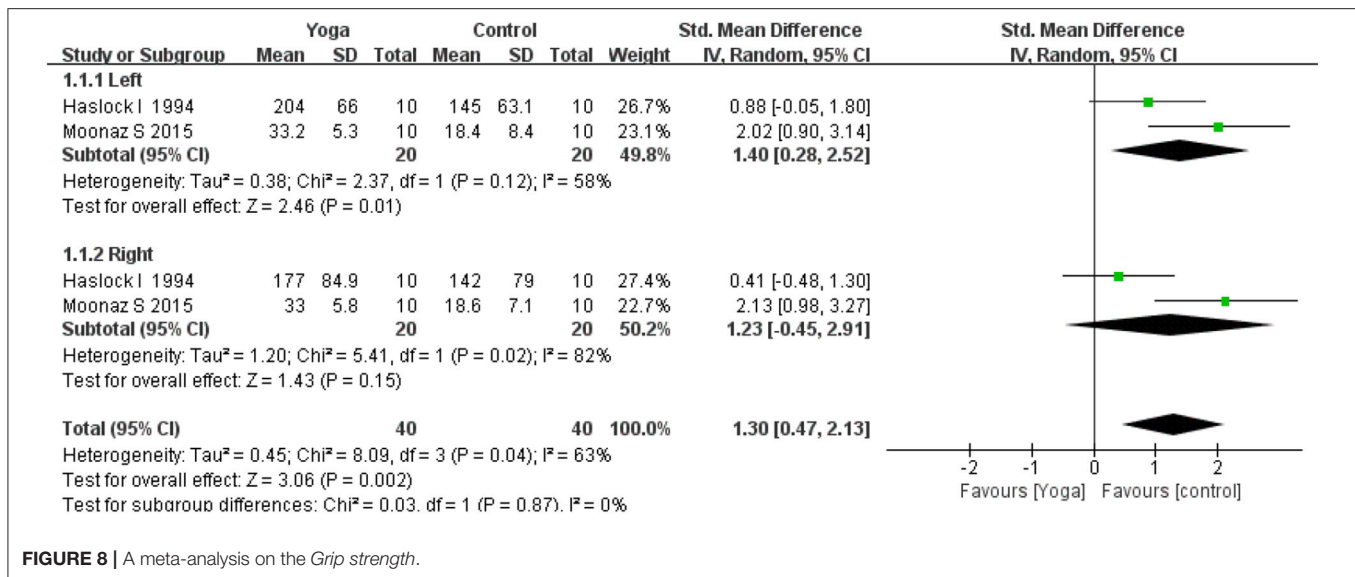 Yoga Control Std. Mean Difference Std. Mean Difference
Study or Subgroup Mean SD Total Mean SD Total Weight IV, Random, 95% CI IV, Random, 95% CI
1.1.1 Left
Haslock I 1994 204 66 10 145 63.1 10 26.7% 0.88 [-0.05, 1.80]
Moonaz S 2015 33.2 5.3 10 18.4 8.4 10 23.1% 2.02 [0.90, 3.14]
Subtotal (95% CI) 20 20 49.8% 1.40 [0.28, 2.52]
Heterogeneity: Tau² = 0.38; Chi² = 2.37, df = 1 (P = 0.12); I² = 58%
Test for overall effect: Z = 2.46 (P = 0.01)
1.1.2 Right
Haslock I 1994 177 84.9 10 142 79 10 27.4% 0.41 [-0.48, 1.30]
Moonaz S 2015 33 5.8 10 18.6 7.1 10 22.7% 2.13 [0.98, 3.27]
Subtotal (95% CI) 20 20 50.2% 1.23 [-0.45, 2.91]
Heterogeneity: Tau² = 1.20; Chi² = 5.41, df = 1 (P = 0.02); I² = 82%
Test for overall effect: Z = 1.43 (P = 0.15)
Total (95% CI) 40 40 100.0% 1.30 [0.47, 2.13]
Heterogeneity: Tau² = 0.45; Chi² = 8.09, df = 3 (P = 0.04); I² = 63%
Test for overall effect: Z = 3.06 (P = 0.002)
Test for subgroup differences: Chi² = 0.03, df = 1 (P = 0.87), I² = 0%
-2 -1 0 1 2
Favours [Yoga] Favours [control]
FIGURE 8 | A meta-analysis on the Grip strength.